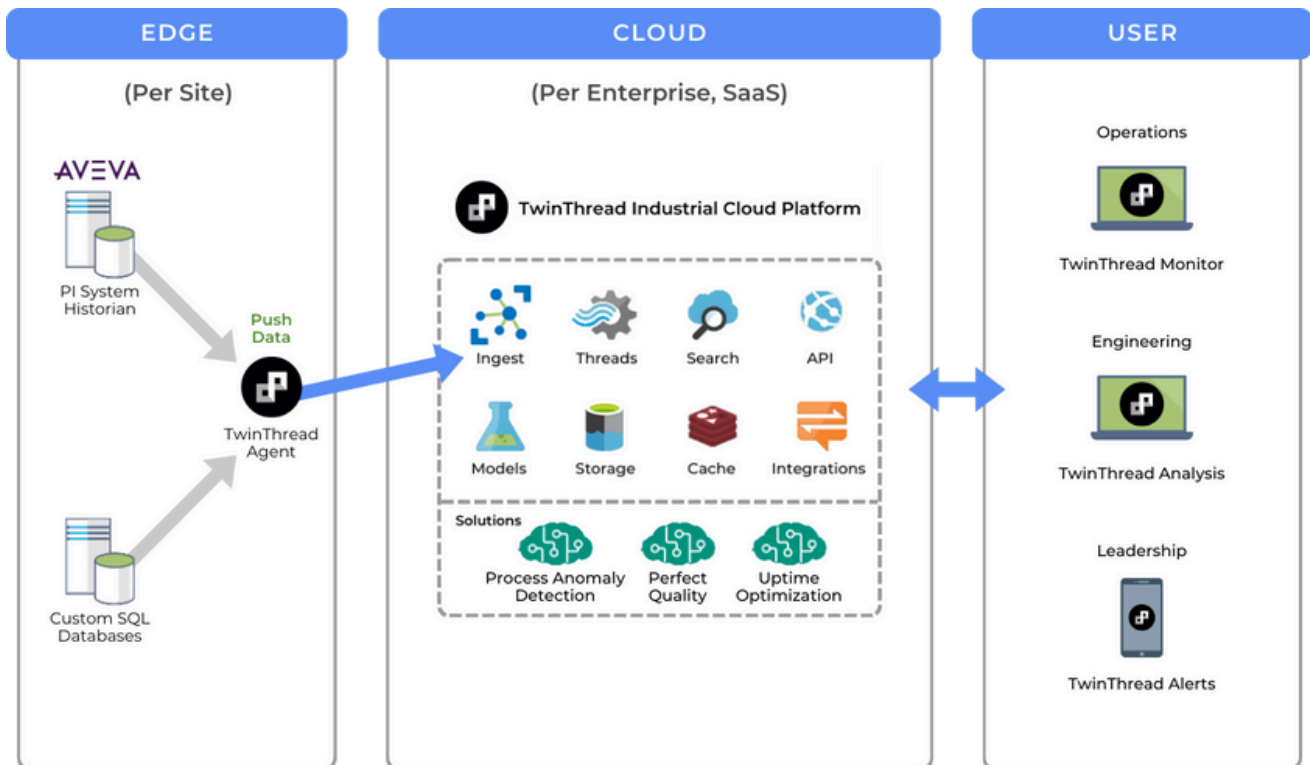 EDGE
CLOUD
USER
(Per Site)
AVEVA
PI System
Historian
Push
Data
TwinThread
Agent
Custom SQL
Databases
(Per Enterprise, SaaS)
TwinThread Industrial Cloud Platform
Ingest
Threads
Search
API
Models
Storage
Cache
Integrations
Solutions
Process Anomaly
Detection
Perfect
Quality
Uptime
Optimization
Operations
TwinThread Monitor
Engineering
TwinThread Analysis
Leadership
TwinThread Alerts